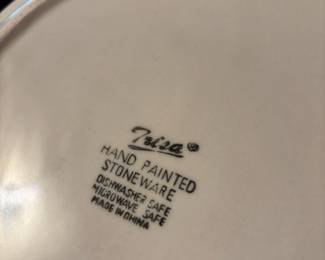 Trisa®
HAND PAINTED
STONEWARE
DISHWASHER SAFE
MICROWAVE SAFE
MADE IN CHINA